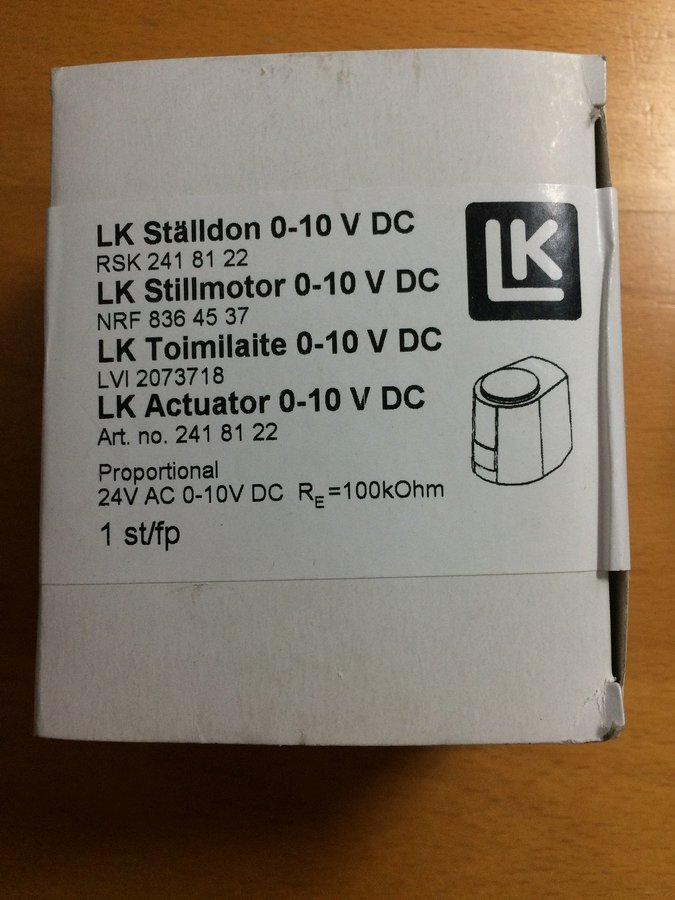 LK Ställdon 0-10 V DC
RSK 241 81 22
LK Stillmotor 0-10 V DC
NRF 836 45 37
LK Toimilaite 0-10 V DC
LVI 2073718
LK Actuator 0-10 V DC
Art. no. 241 81 22
Proportional
24V AC 0-10V DC RE=100kOhm
1 st/fp
LK